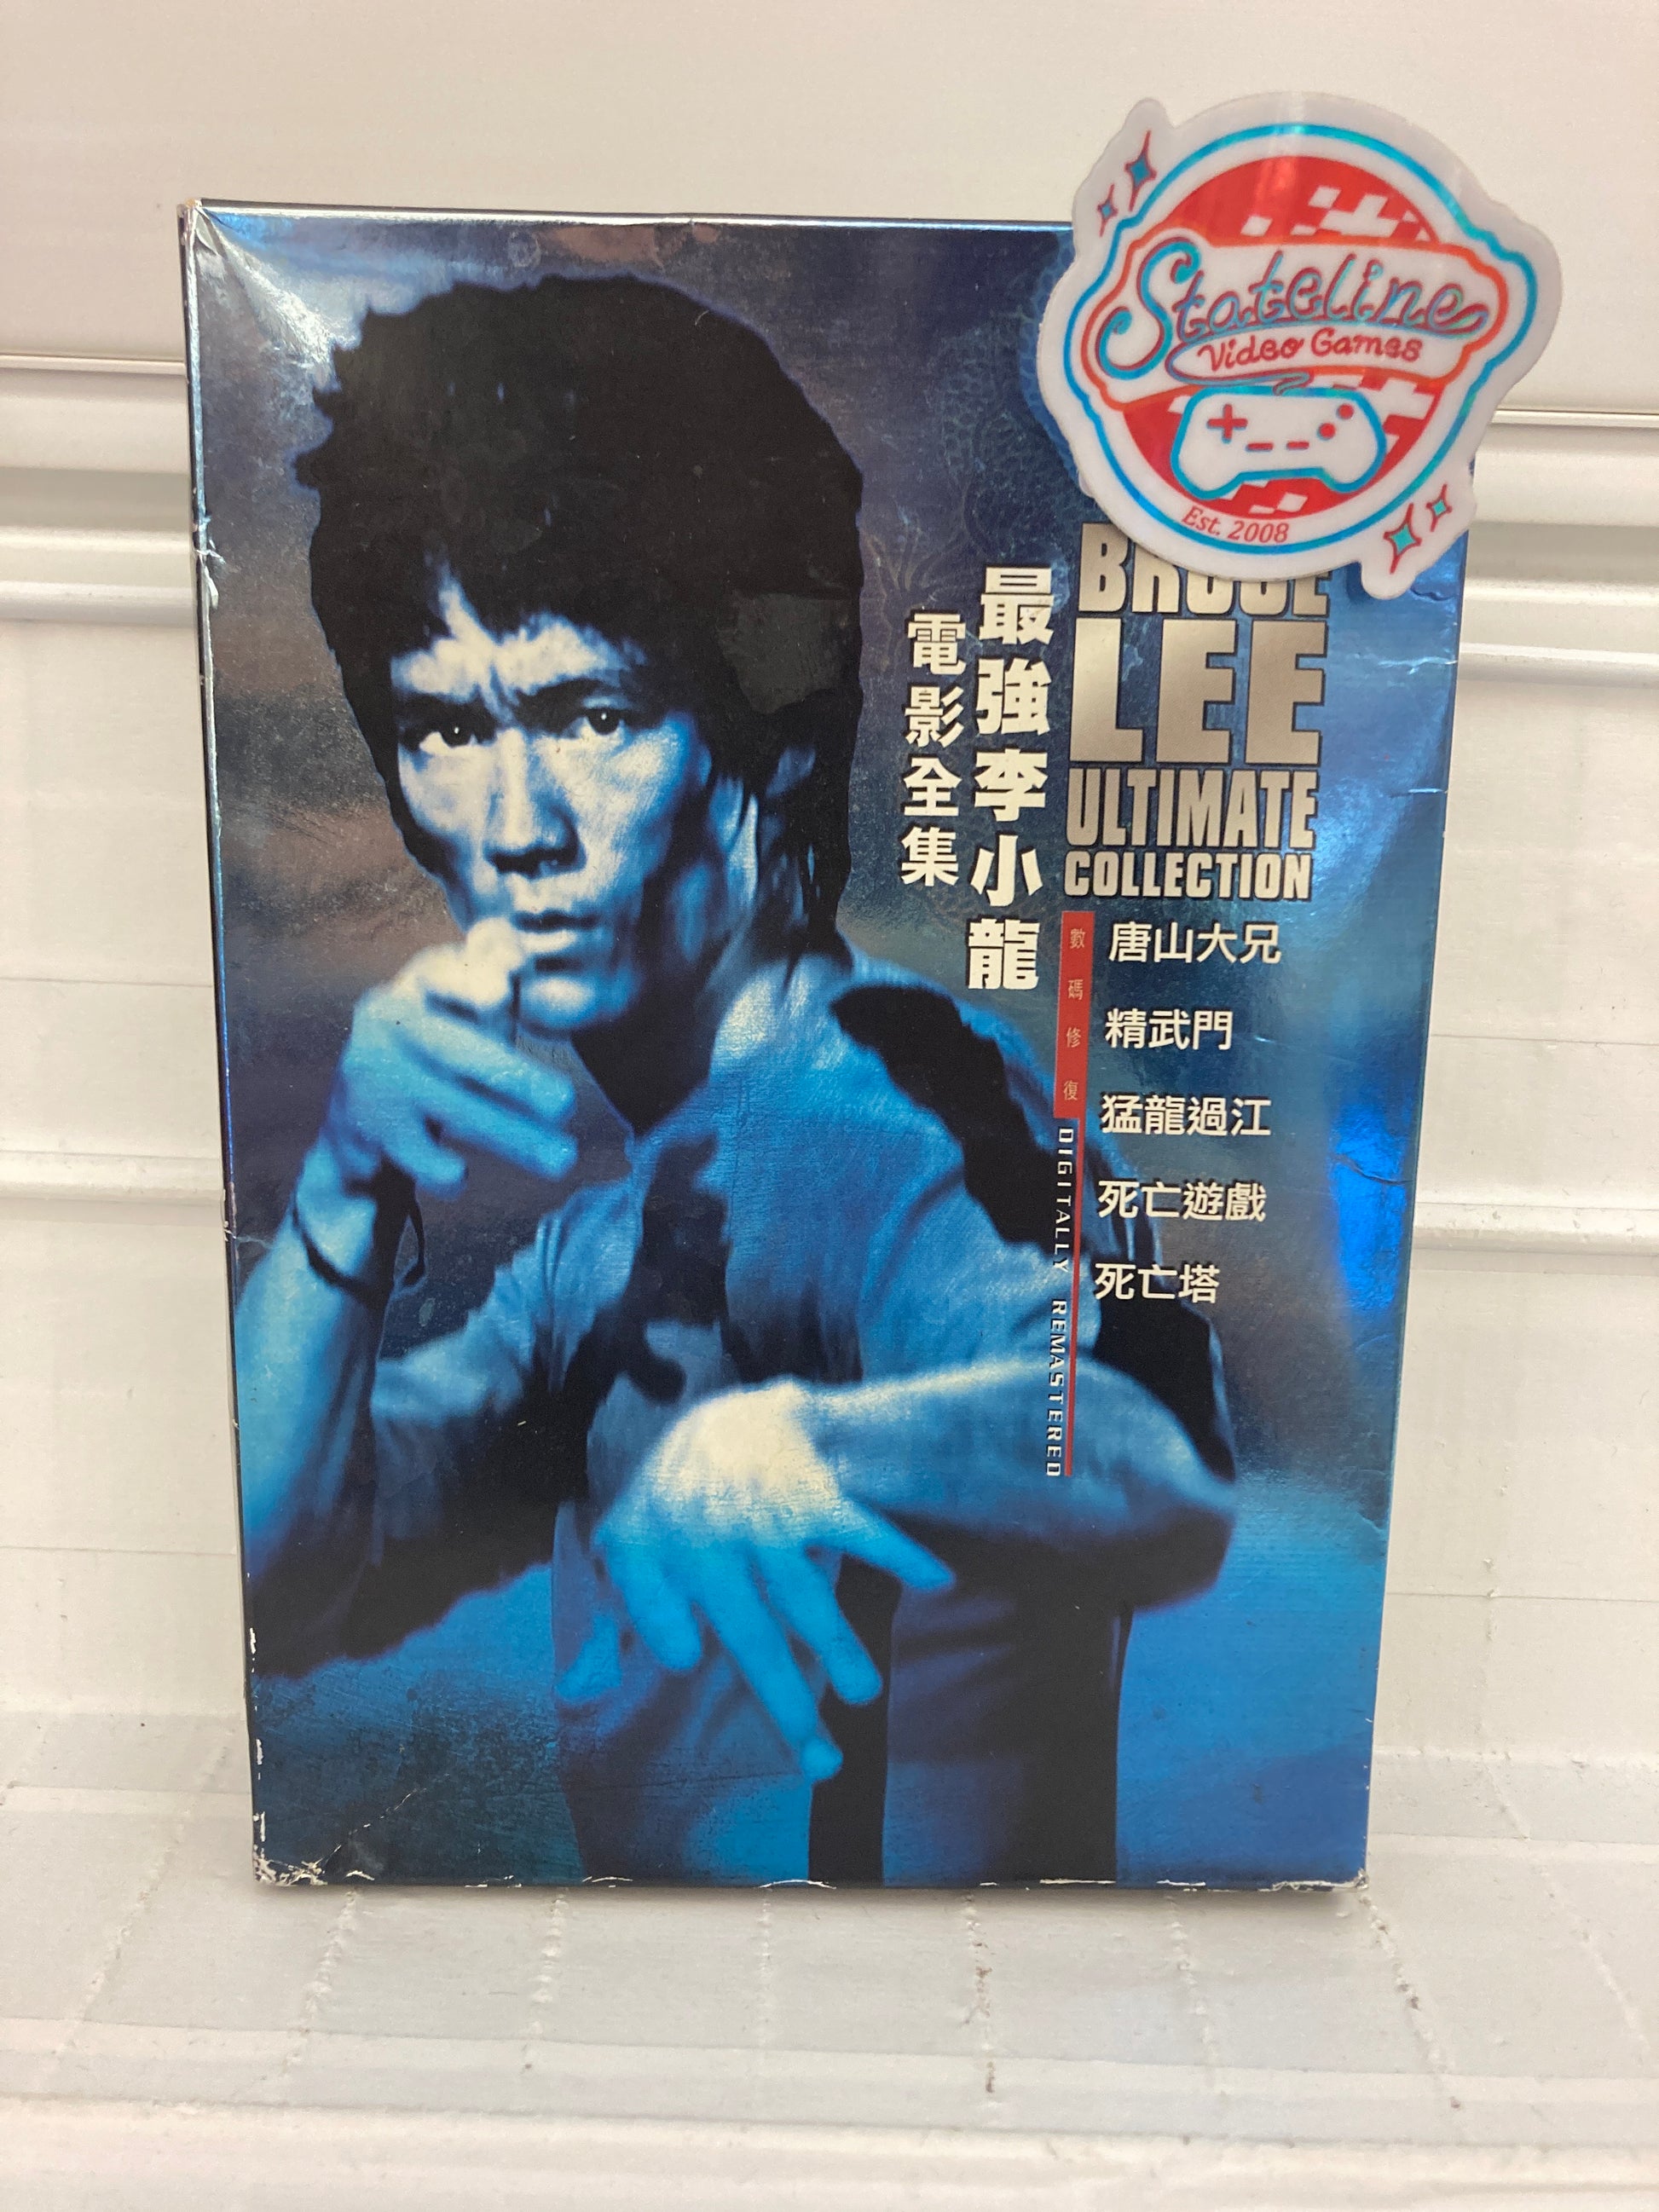 Stateline
Video Games
Est. 2008
BRUCE
LEE
ULTIMATE
COLLECTION
最強李小龍
電影全集
數碼修復
DIGITALLY REMASTERED
唐山大兄
精武門
猛龍過江
死亡遊戲
死亡塔